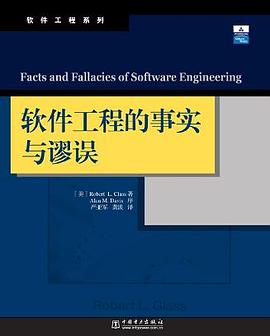 软件工程系列
Facts and Fallacies of Software Engineering
软件工程的事实
与谬误
[美] Robert L. Glass 著
Alan M. Davis 序
严亚军 龚波 译
中国电力出版社
Robert L. Glass